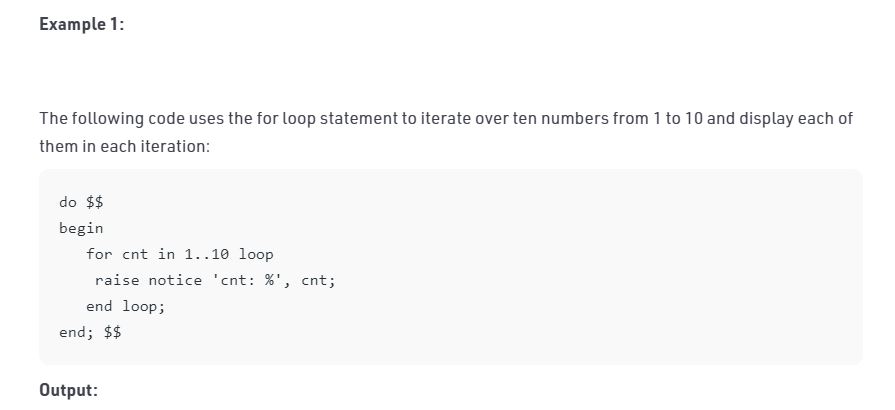 Example 1:
The following code uses the for loop statement to iterate over ten numbers from 1 to 10 and display each of
them in each iteration:
do $$
begin
   for cnt in 1..10 loop
    raise notice 'cnt: %', cnt;
   end loop;
end; $$
Output: